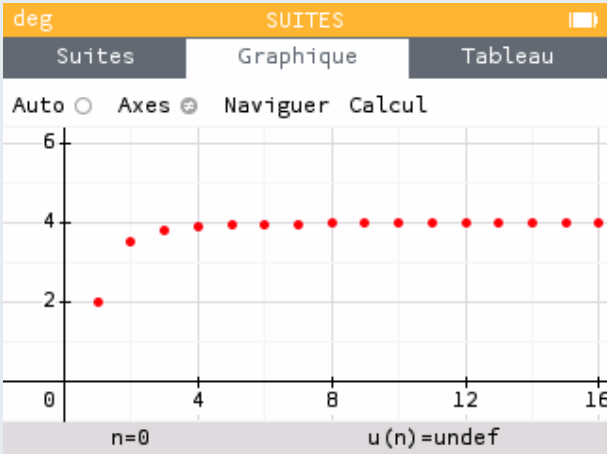 deg SUITES
Suites Graphique Tableau
Auto Axes Naviguer Calcul
6
4
2
0 4 8 12 16
n=0 u(n)=undef